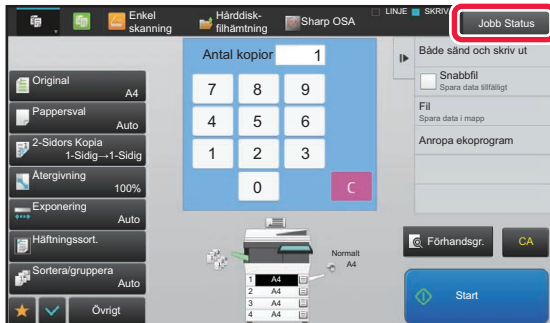 Enkel
skanning
Hårddisk-
filhämtning
Sharp OSA
LINJE
SKRIV
Jobb Status
Original
A4
Pappersval
Auto
2-Sidors Kopia
1-Sidig→1-Sidig
Återgivning
100%
Exponering
Auto
Häftningssort.
Sortera/gruppera
Auto
Övrigt
Antal kopior
1
7 8 9
4 5 6
1 2 3
0 C
Normalt
A4
1 A4
2 A4
3 A4
4 A4
Både sänd och skriv ut
Snabbfil
Spara data tillfälligt
Fil
Spara data i mapp
Anropa ekoprogram
Förhandsgr.
CA
Start